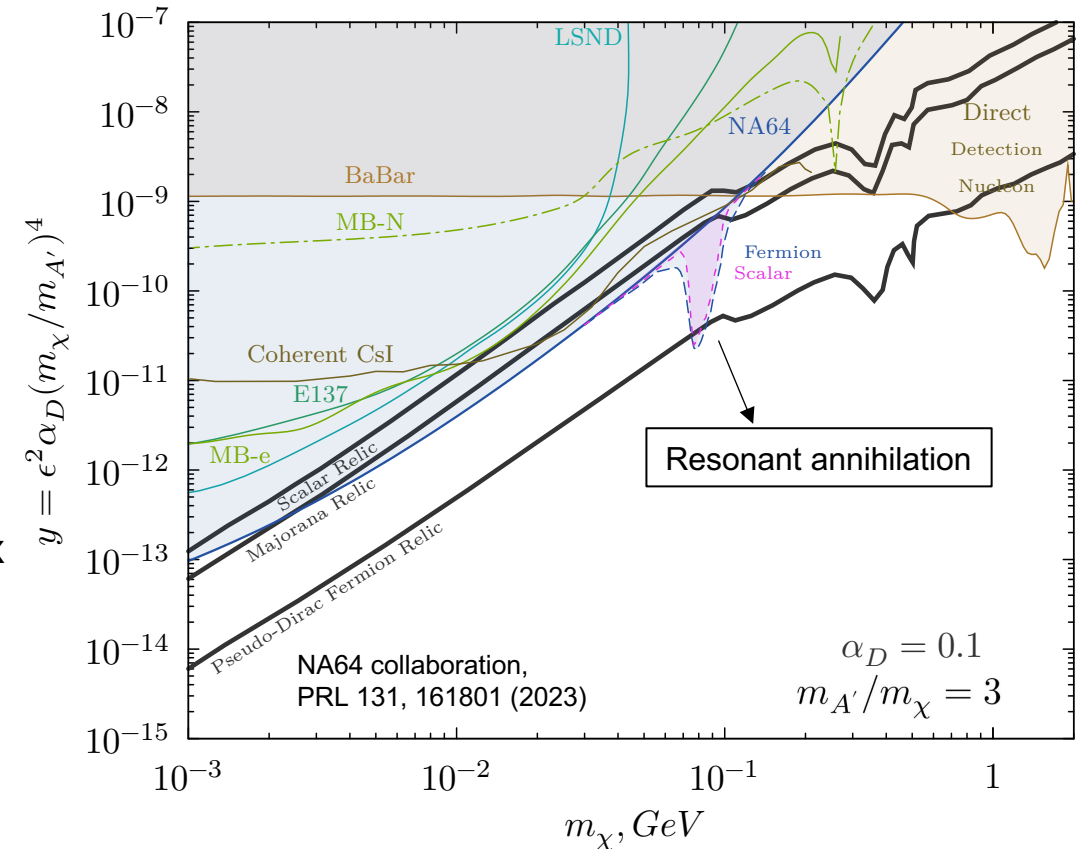 10^{-7}
10^{-8}
10^{-9}
10^{-10}
10^{-11}
10^{-12}
10^{-13}
10^{-14}
10^{-15}
y = ϵ^2 α_D (m_χ/m_{A'})^4
LSND
NA64
Direct
Detection
Nucleon
BaBar
MB-N
Fermion
Scalar
Coherent CsI
E137
MB-e
Resonant annihilation
Scalar Relic
Majorana Relic
Pseudo-Dirac Fermion Relic
NA64 collaboration,
PRL 131, 161801 (2023)
α_D = 0.1
m_{A'}/m_χ = 3
10^{-3}
10^{-2}
10^{-1}
1
m_χ, GeV